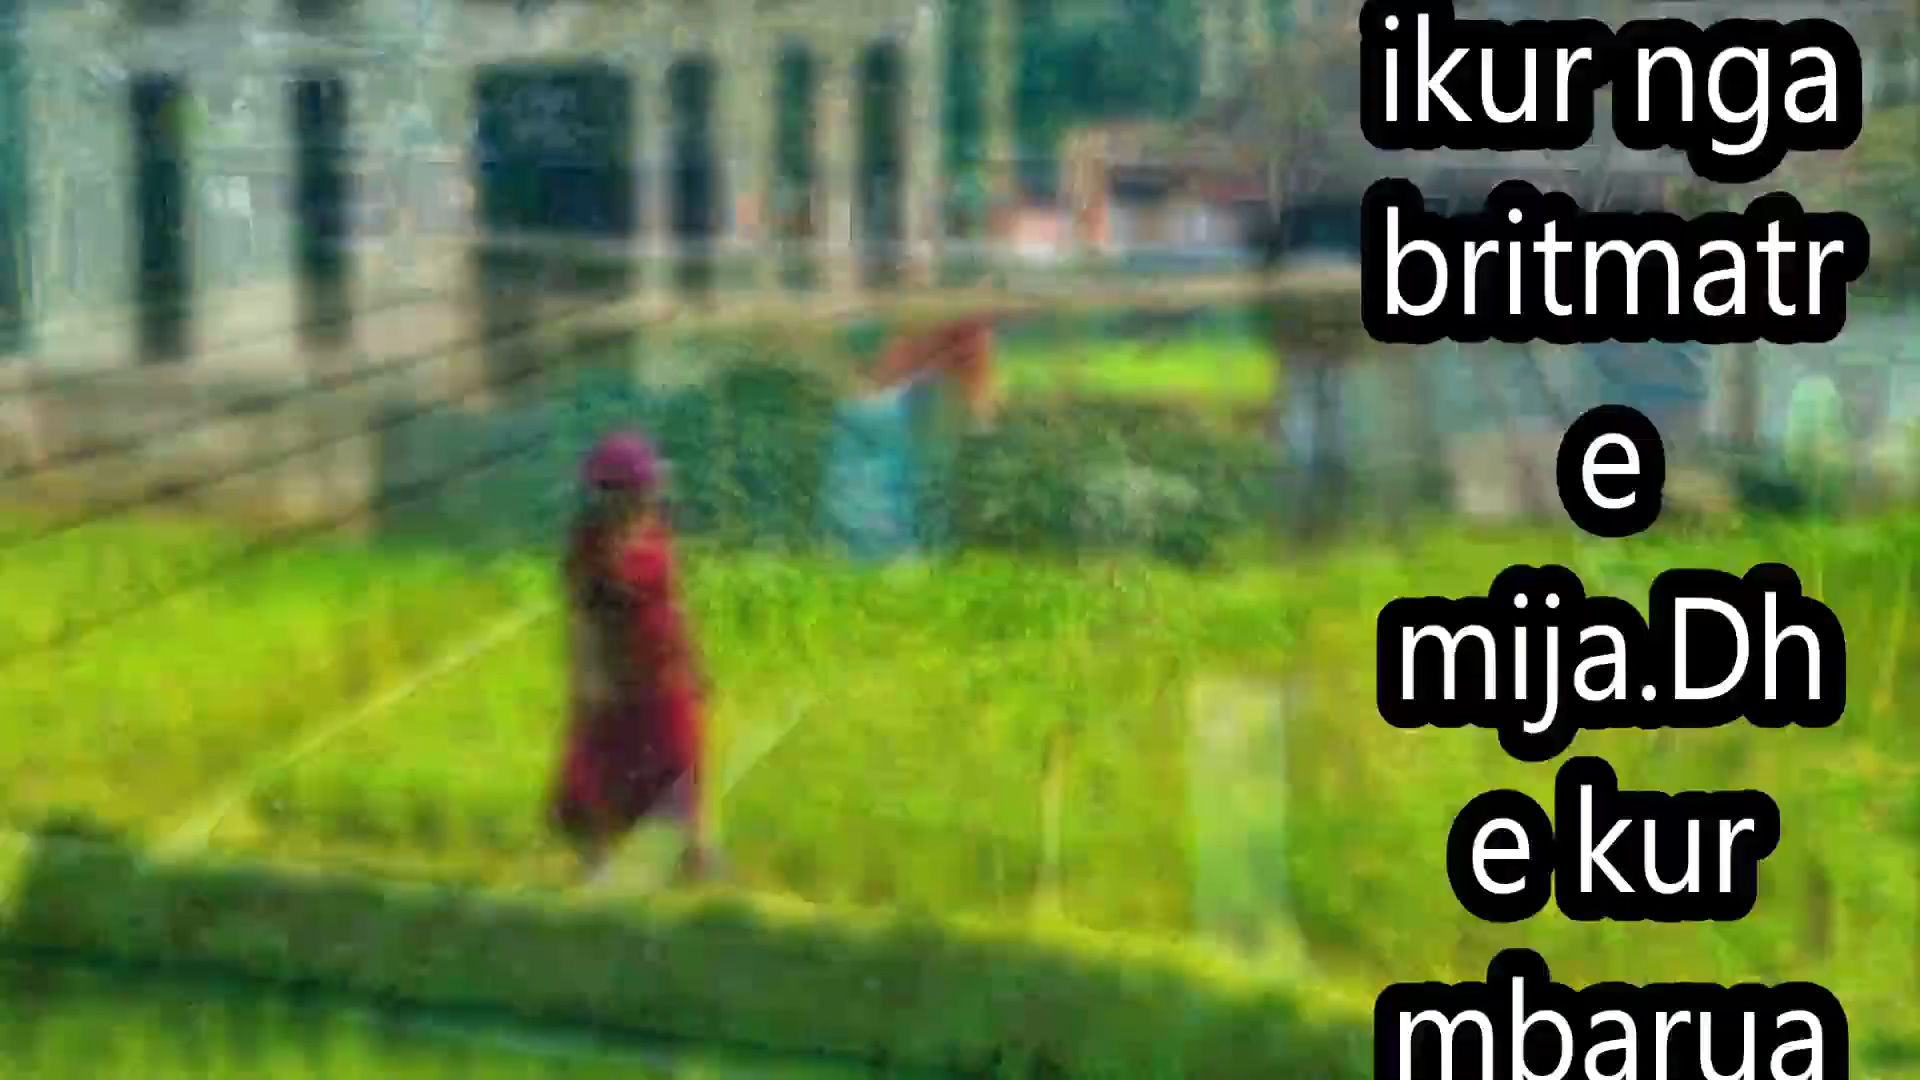 ikur nga
britmatr
e
mija.Dh
e kur
mbarua